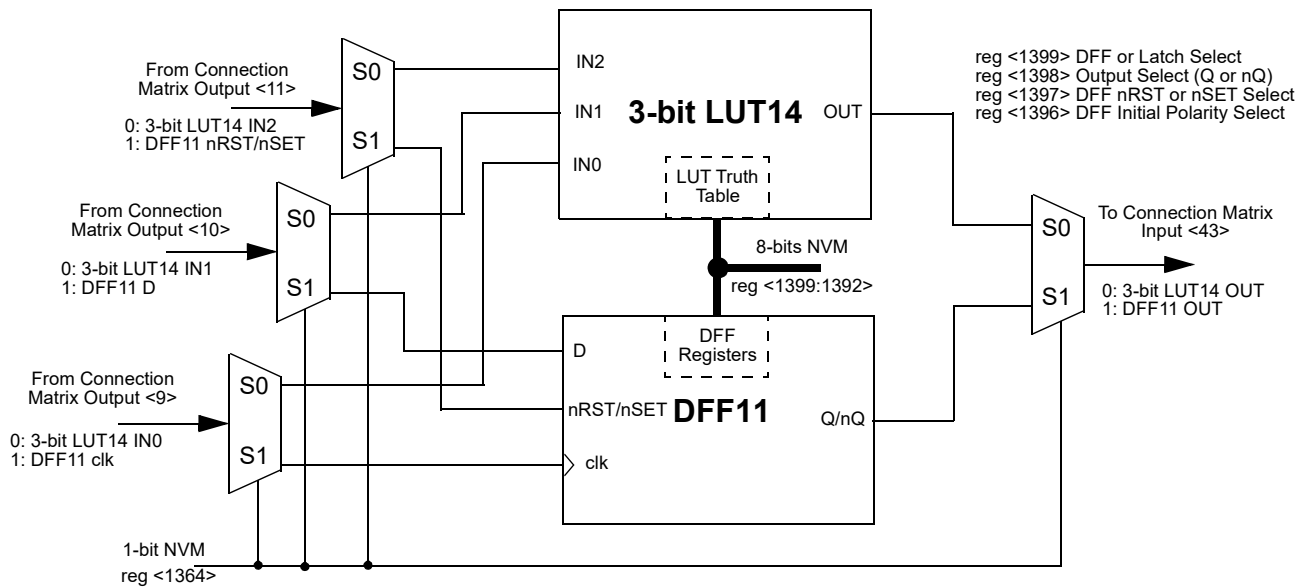 From Connection
Matrix Output <11>
0: 3-bit LUT14 IN2
1: DFF11 nRST/nSET
S0
S1
From Connection
Matrix Output <10>
0: 3-bit LUT14 IN1
1: DFF11 D
S0
S1
From Connection
Matrix Output <9>
0: 3-bit LUT14 IN0
1: DFF11 clk
S0
S1
1-bit NVM
reg <1364>
IN2
IN1
IN0
3-bit LUT14
OUT
LUT Truth
Table
8-bits NVM
reg <1399:1392>
DFF
Registers
D
nRST/nSET
clk
DFF11
Q/nQ
reg <1399> DFF or Latch Select
reg <1398> Output Select (Q or nQ)
reg <1397> DFF nRST or nSET Select
reg <1396> DFF Initial Polarity Select
S0
S1
To Connection Matrix
Input <43>
0: 3-bit LUT14 OUT
1: DFF11 OUT